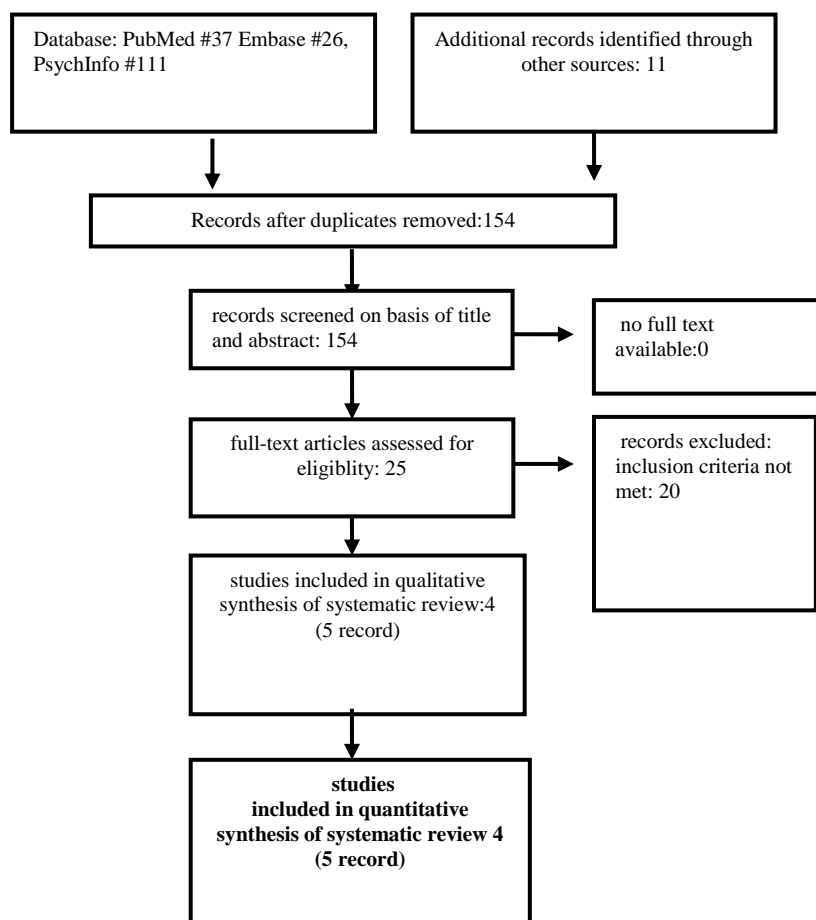 Database: PubMed #37 Embase #26,
PsychInfo #111
Additional records identified through
other sources: 11
Records after duplicates removed:154
records screened on basis of title
and abstract: 154
no full text
available:0
full-text articles assessed for
eligiblity: 25
records excluded:
inclusion criteria not
met: 20
studies included in qualitative
synthesis of systematic review:4
(5 record)
studies
included in quantitative
synthesis of systematic review 4
(5 record)